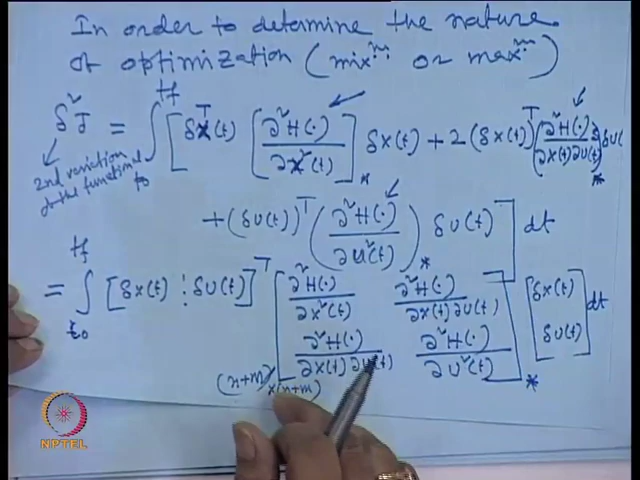 In order to determine the nature
of optimization (mix^m or max^m)
δ²J = ∫_{t0}^{tf} [ δx^T(t) [ ∂²H(·) / ∂x²(t) ]_* δx(t) + 2 (δx(t))^T ( ∂²H(·) / ∂x(t) ∂u(t) )_* δu(
2nd variation
of the functional
+ (δu(t))^T ( ∂²H(·) / ∂u²(t) )_* δu(t) ] dt
= ∫_{t0}^{tf} [ δx(t) ⋮ δu(t) ]^T [ ∂²H(·) / ∂x²(t) ∂²H(·) / ∂x(t) ∂u(t)
∂²H(·) / ∂x(t) ∂u(t) ∂²H(·) / ∂u²(t) ]_* [ δx(t)
δu(t) ] dt
(n+m) x (n+m)
NPTEL